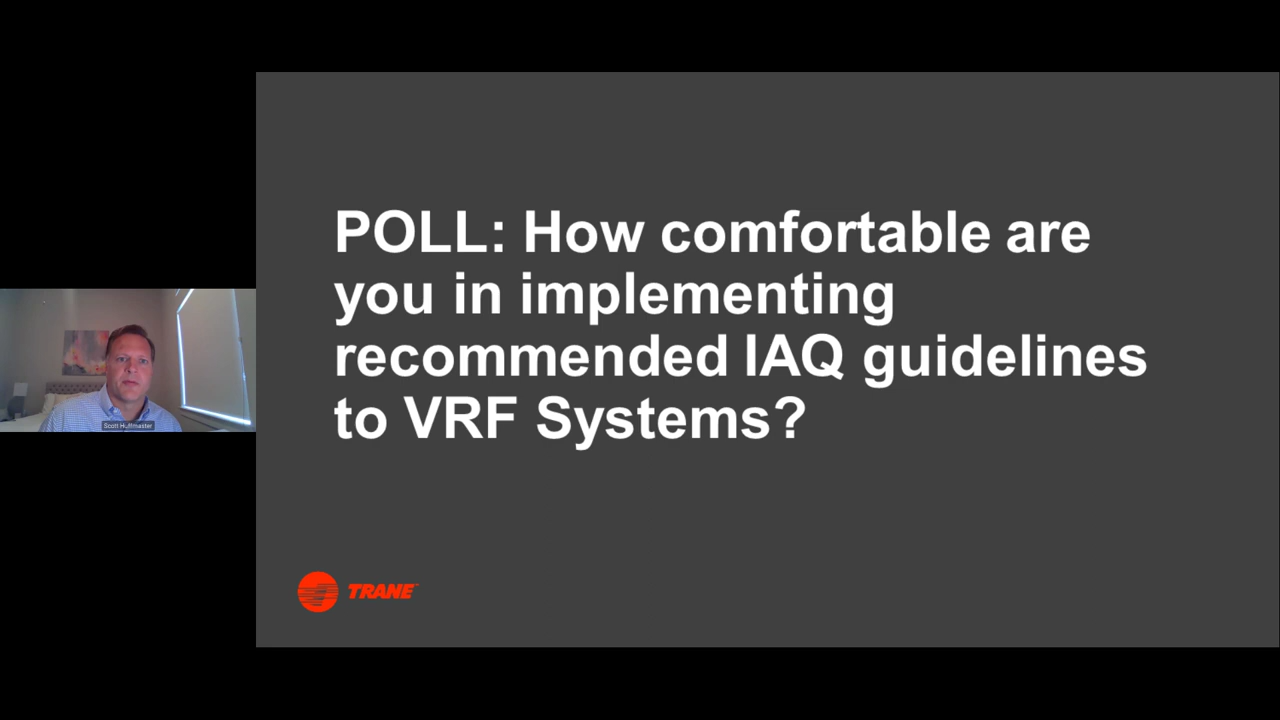 POLL: How comfortable are
you in implementing
recommended IAQ guidelines
to VRF Systems?
Scott Huffmaster
TRANE